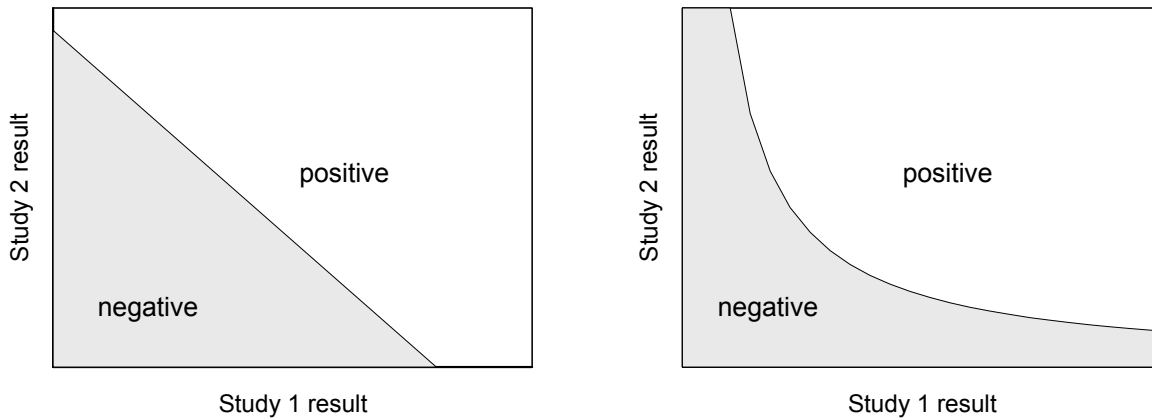 Study 2 result
positive
negative
Study 1 result
Study 2 result
positive
negative
Study 1 result